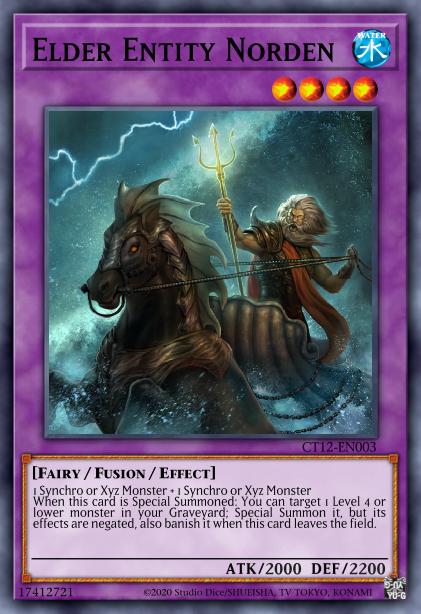 Elder Entity Norden
WATER
水
CT12-EN003
[Fairy / Fusion / Effect]
1 Synchro or Xyz Monster + 1 Synchro or Xyz Monster
When this card is Special Summoned: You can target 1 Level 4 or
lower monster in your Graveyard; Special Summon it, but its
effects are negated, also banish it when this card leaves the field.
ATK/2000 DEF/2200
17412721
©2020 Studio Dice/SHUEISHA, TV TOKYO, KONAMI